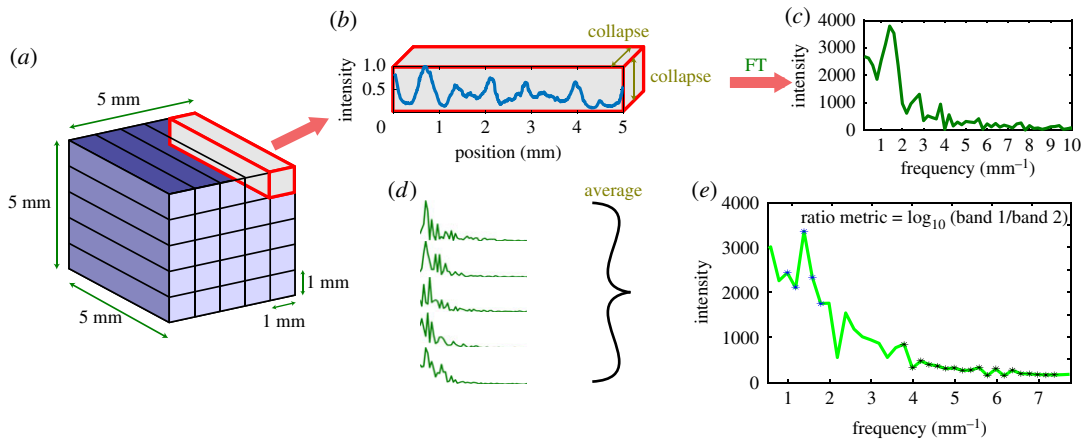 (a)
5 mm
5 mm
5 mm
1 mm
1 mm
(b)
collapse
collapse
intensity
1.0
0.5
0 1 2 3 4 5
position (mm)
FT
(c)
intensity
4000
3000
2000
1000
0
1 2 3 4 5 6 7 8 9 10
frequency (mm–1)
(d)
average
(e)
ratio metric = log10 (band 1/band 2)
intensity
4000
3000
2000
1000
0
1 2 3 4 5 6 7
frequency (mm–1)